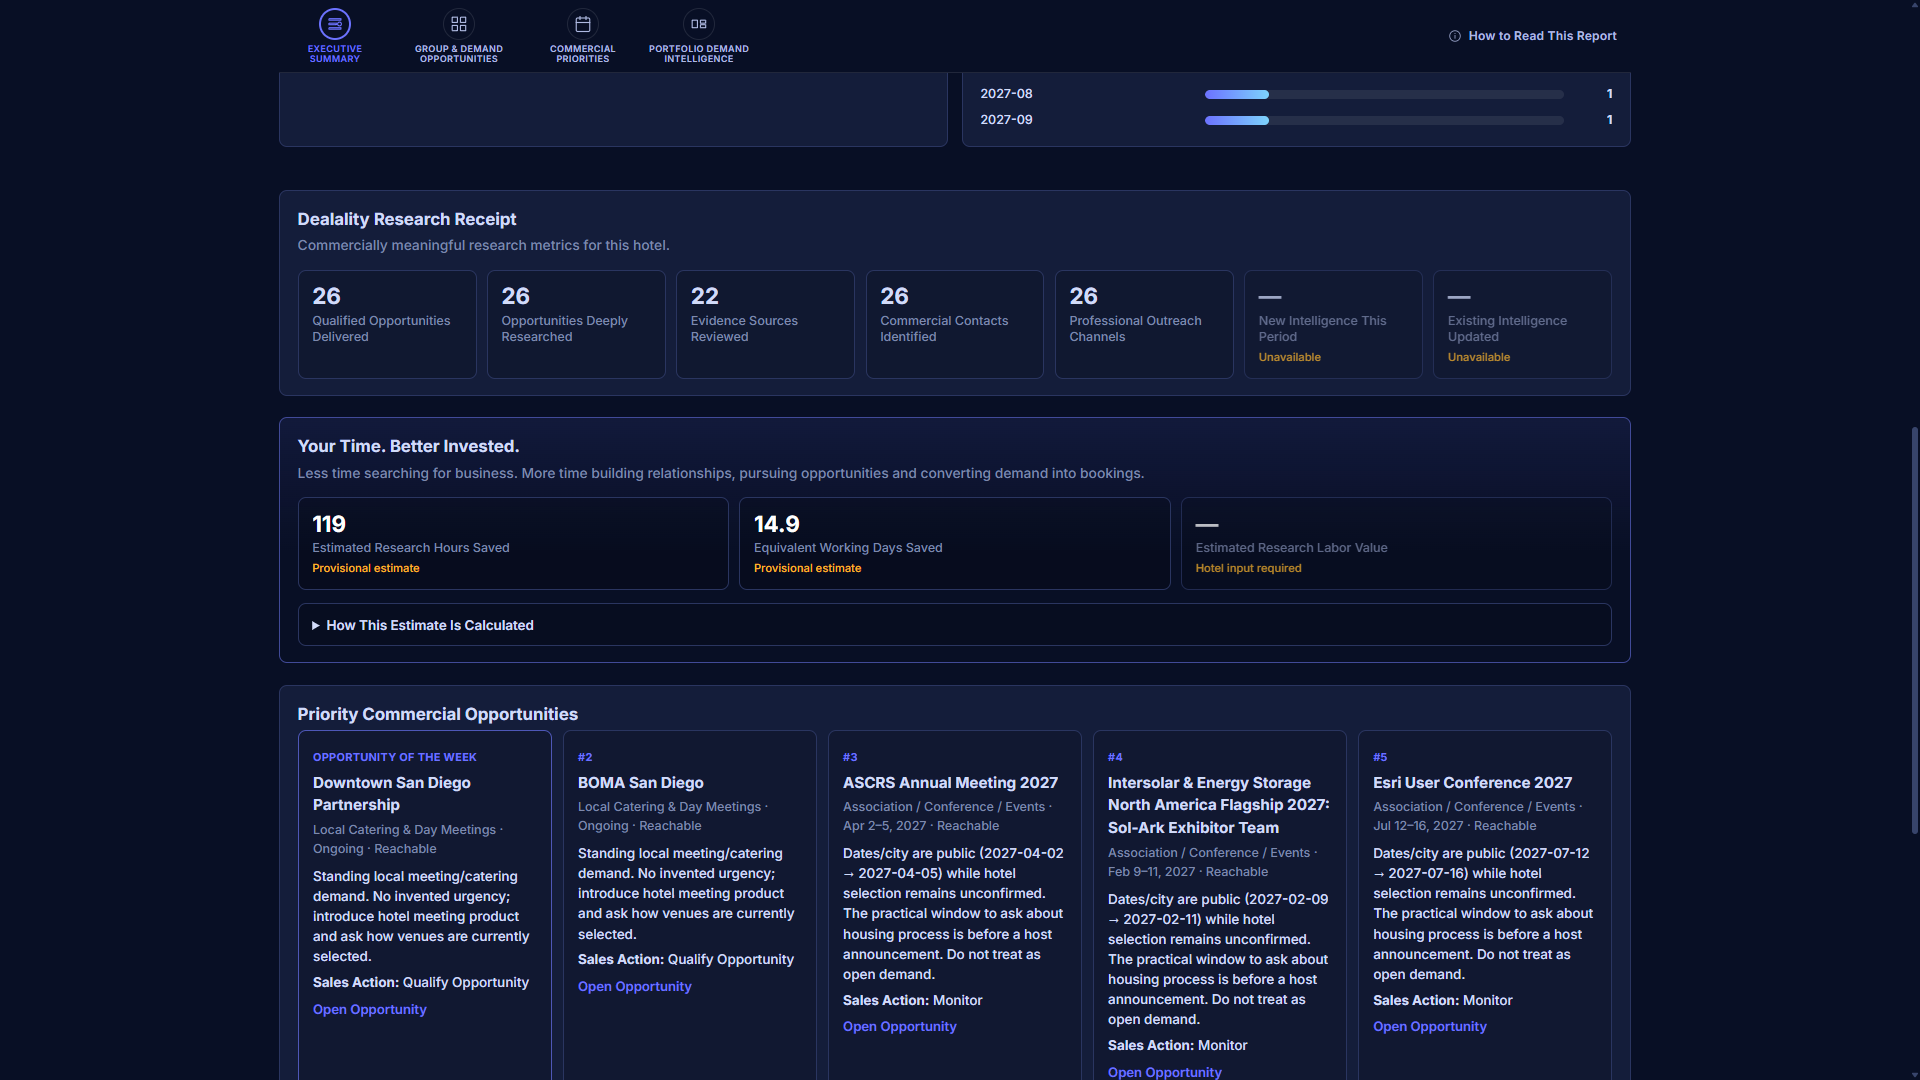 EXECUTIVE
SUMMARY
GROUP & DEMAND
OPPORTUNITIES
COMMERCIAL
PRIORITIES
PORTFOLIO DEMAND
INTELLIGENCE
How to Read This Report
2027-08 1
2027-09 1
Dealality Research Receipt
Commercially meaningful research metrics for this hotel.
26
Qualified Opportunities
Delivered
26
Opportunities Deeply
Researched
22
Evidence Sources
Reviewed
26
Commercial Contacts
Identified
26
Professional Outreach
Channels
—
New Intelligence This
Period
Unavailable
—
Existing Intelligence
Updated
Unavailable
Your Time. Better Invested.
Less time searching for business. More time building relationships, pursuing opportunities and converting demand into bookings.
119
Estimated Research Hours Saved
Provisional estimate
14.9
Equivalent Working Days Saved
Provisional estimate
—
Estimated Research Labor Value
Hotel input required
▶ How This Estimate Is Calculated
Priority Commercial Opportunities
OPPORTUNITY OF THE WEEK
Downtown San Diego
Partnership
Local Catering & Day Meetings ·
Ongoing · Reachable
Standing local meeting/catering
demand. No invented urgency;
introduce hotel meeting product
and ask how venues are currently
selected.
Sales Action: Qualify Opportunity
Open Opportunity
#2
BOMA San Diego
Local Catering & Day Meetings ·
Ongoing · Reachable
Standing local meeting/catering
demand. No invented urgency;
introduce hotel meeting product
and ask how venues are currently
selected.
Sales Action: Qualify Opportunity
Open Opportunity
#3
ASCRS Annual Meeting 2027
Association / Conference / Events ·
Apr 2–5, 2027 · Reachable
Dates/city are public (2027-04-02
→ 2027-04-05) while hotel
selection remains unconfirmed.
The practical window to ask about
housing process is before a host
announcement. Do not treat as
open demand.
Sales Action: Monitor
Open Opportunity
#4
Intersolar & Energy Storage
North America Flagship 2027:
Sol-Ark Exhibitor Team
Association / Conference / Events ·
Feb 9–11, 2027 · Reachable
Dates/city are public (2027-02-09
→ 2027-02-11) while hotel
selection remains unconfirmed.
The practical window to ask about
housing process is before a host
announcement. Do not treat as
open demand.
Sales Action: Monitor
Open Opportunity
#5
Esri User Conference 2027
Association / Conference / Events ·
Jul 12–16, 2027 · Reachable
Dates/city are public (2027-07-12
→ 2027-07-16) while hotel
selection remains unconfirmed.
The practical window to ask about
housing process is before a host
announcement. Do not treat as
open demand.
Sales Action: Monitor
Open Opportunity